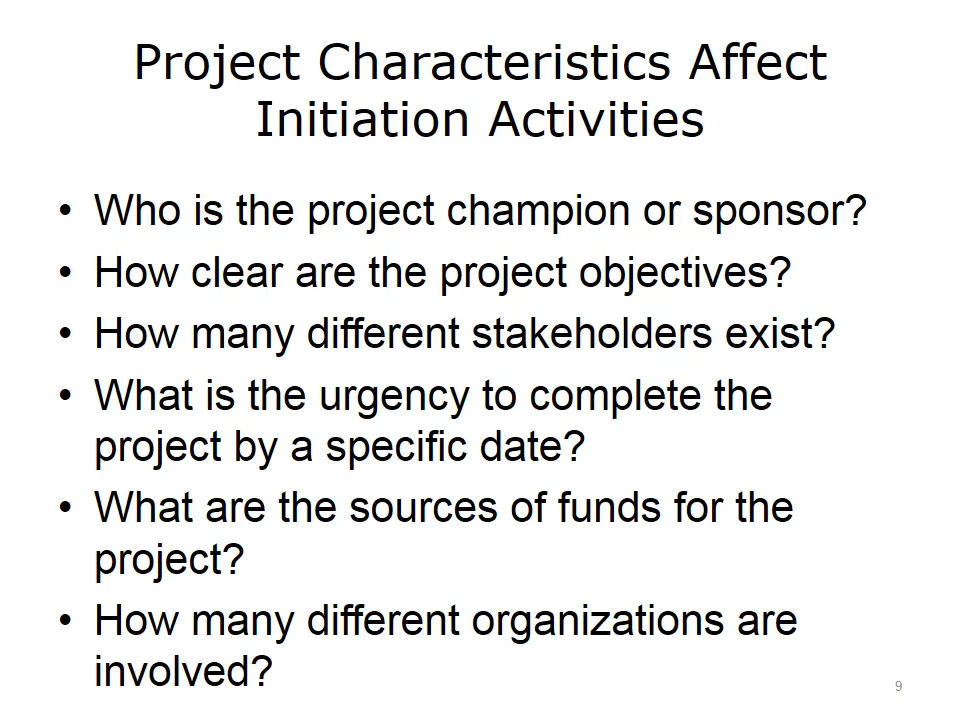 Project Characteristics Affect
Initiation Activities
• Who is the project champion or sponsor?
• How clear are the project objectives?
• How many different stakeholders exist?
• What is the urgency to complete the
project by a specific date?
• What are the sources of funds for the
project?
• How many different organizations are
involved?
9